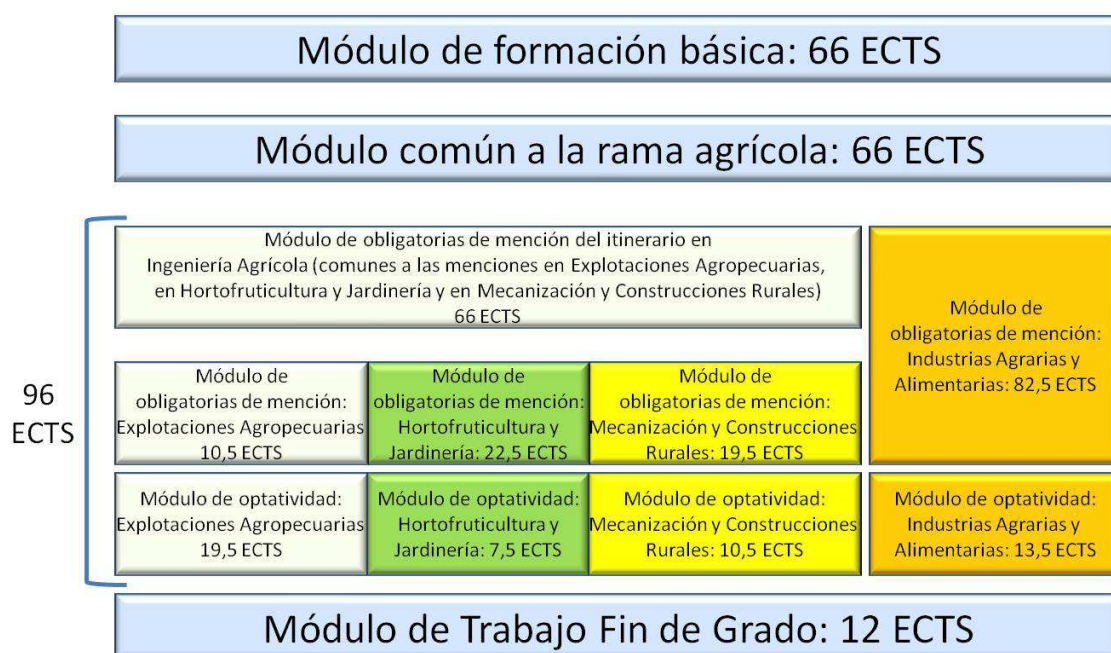 Módulo de formación básica: 66 ECTS
Módulo común a la rama agrícola: 66 ECTS
96
ECTS
Módulo de obligatorias de mención del itinerario en
Ingeniería Agrícola (comunes a las menciones en Explotaciones Agropecuarias,
en Hortofruticultura y Jardinería y en Mecanización y Construcciones Rurales)
66 ECTS
Módulo de
obligatorias de mención:
Industrias Agrarias y
Alimentarias: 82,5 ECTS
Módulo de
obligatorias de mención:
Explotaciones Agropecuarias
10,5 ECTS
Módulo de
obligatorias de mención:
Hortofruticultura y
Jardinería: 22,5 ECTS
Módulo de
obligatorias de mención:
Mecanización y Construcciones
Rurales: 19,5 ECTS
Módulo de optatividad:
Explotaciones Agropecuarias
19,5 ECTS
Módulo de optatividad:
Hortofruticultura y
Jardinería: 7,5 ECTS
Módulo de optatividad:
Mecanización y Construcciones
Rurales: 10,5 ECTS
Módulo de optatividad:
Industrias Agrarias y
Alimentarias: 13,5 ECTS
Módulo de Trabajo Fin de Grado: 12 ECTS